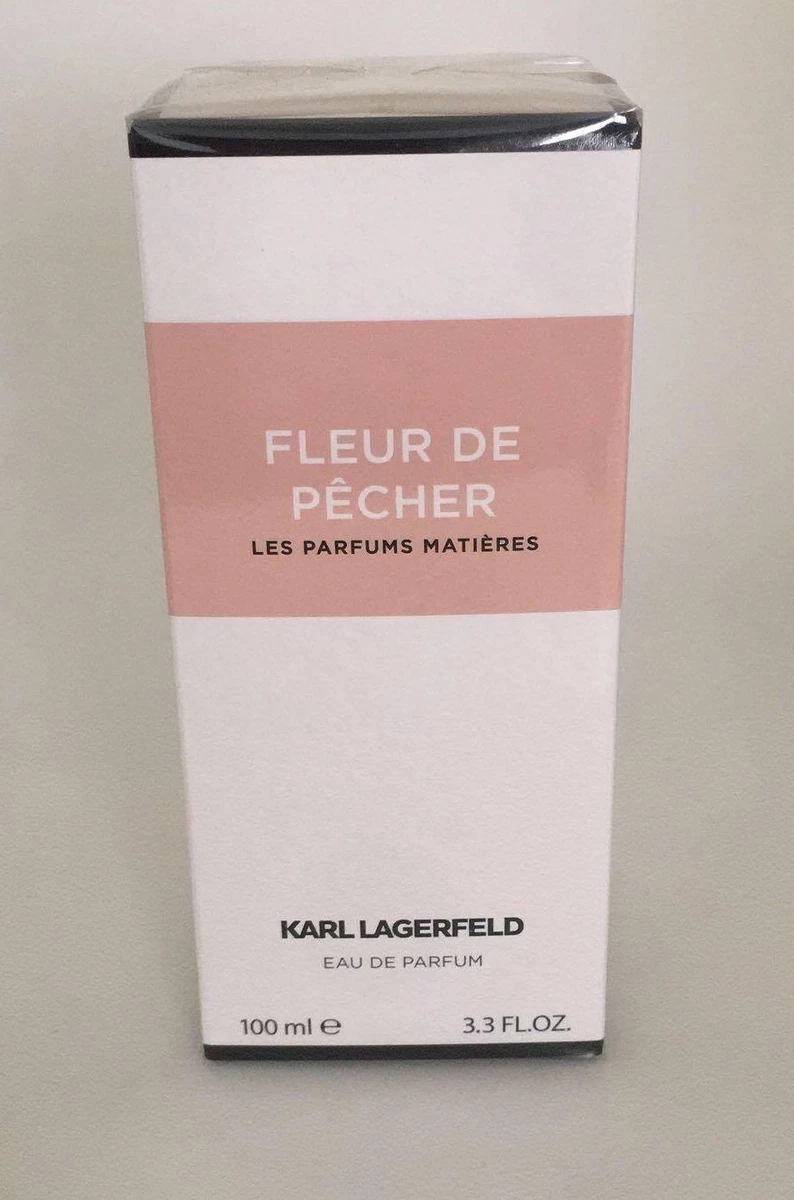 FLEUR DE
PÊCHER
LES PARFUMS MATIÈRES
KARL LAGERFELD
EAU DE PARFUM
100 ml ℮ 3.3 FL.OZ.